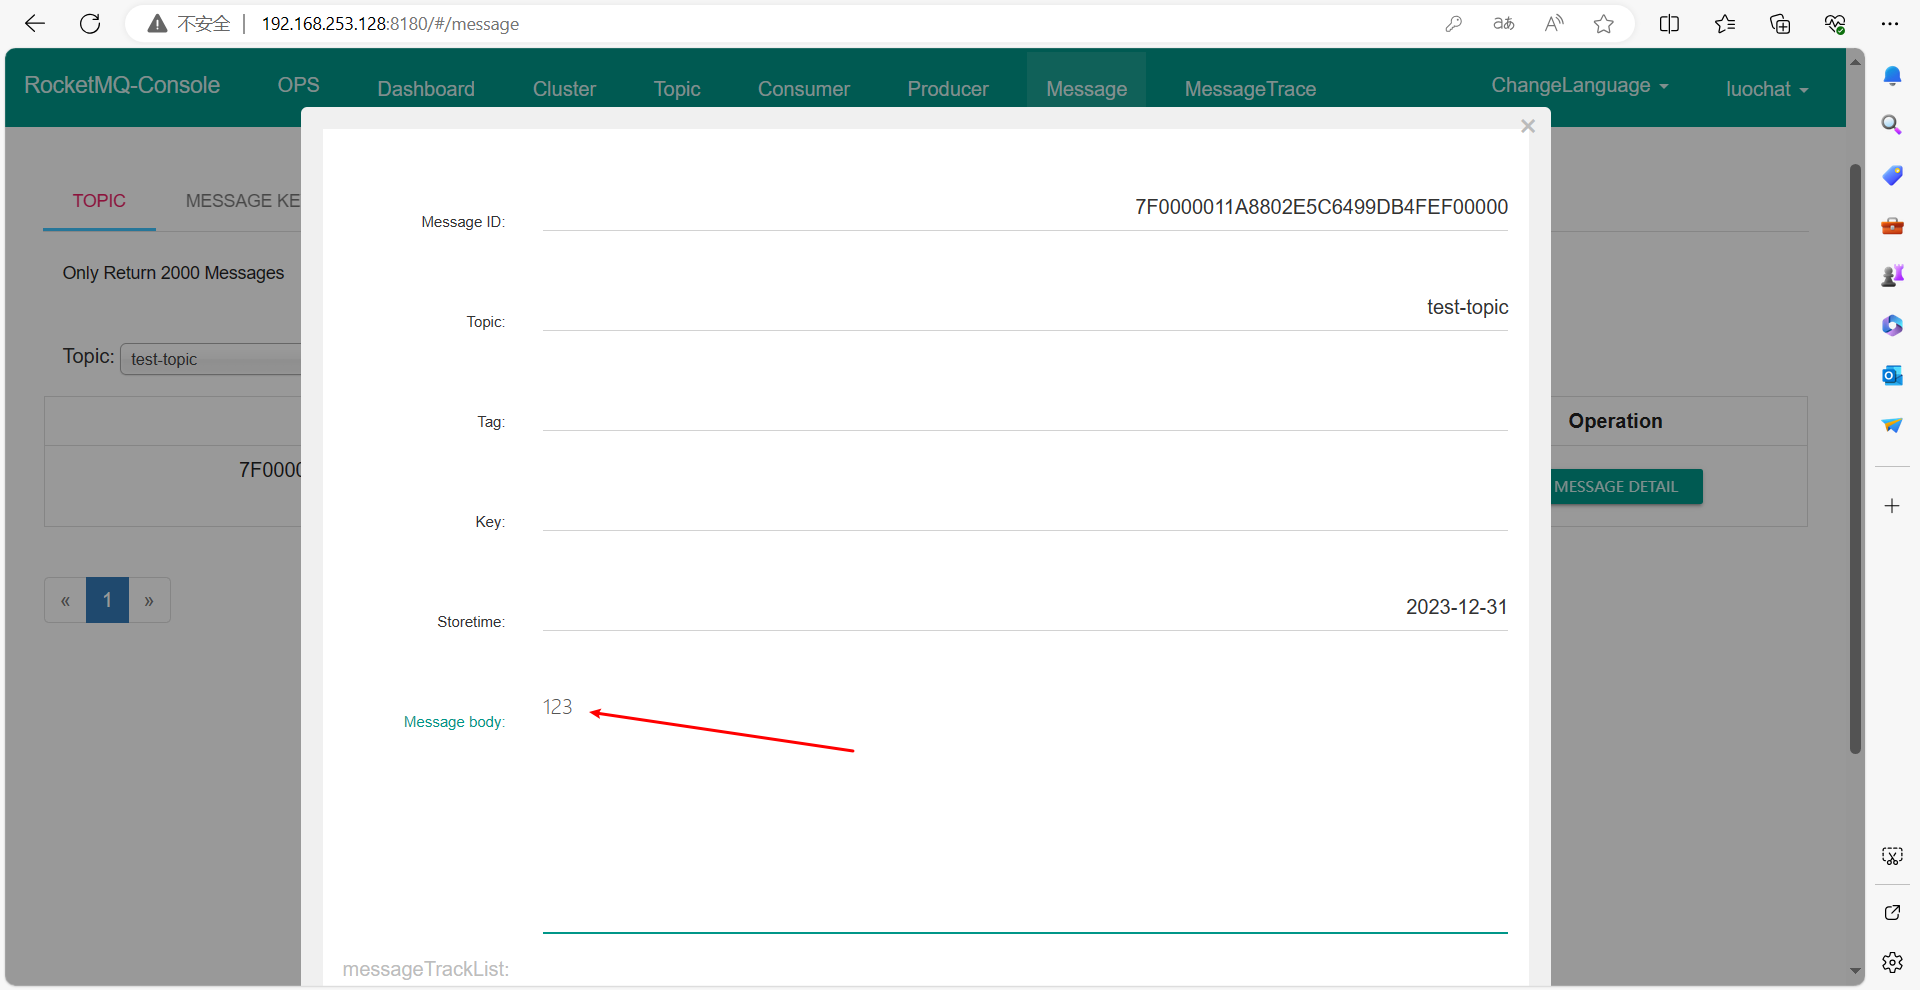 不安全 192.168.253.128:8180/#/message
RocketMQ-Console OPS Dashboard Cluster Topic Consumer Producer Message MessageTrace ChangeLanguage luochat
×
TOPIC MESSAGE KE
Only Return 2000 Messages
Topic: test-topic
Operation
7F0000
MESSAGE DETAIL
« 1 »
Message ID: 7F0000011A8802E5C6499DB4FEF00000
Topic: test-topic
Tag:
Key:
Storetime: 2023-12-31
Message body: 123
messageTrackList: